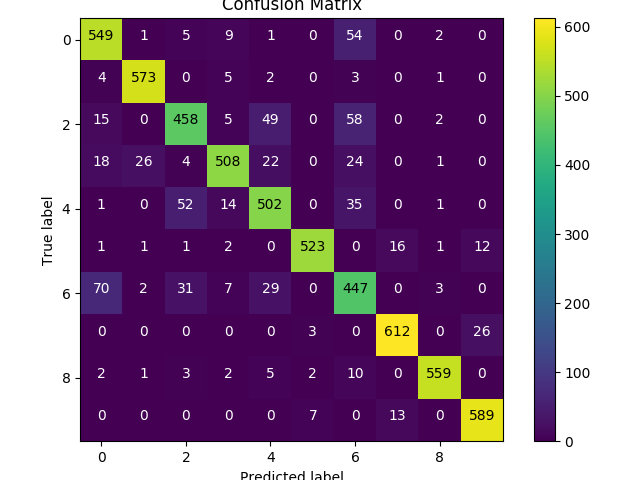 Confusion Matrix
0 549 1 5 9 1 0 54 0 2 0
4 573 0 5 2 0 3 0 1 0
2 15 0 458 5 49 0 58 0 2 0
18 26 4 508 22 0 24 0 1 0
4 1 0 52 14 502 0 35 0 1 0
1 1 1 2 0 523 0 16 1 12
6 70 2 31 7 29 0 447 0 3 0
0 0 0 0 0 3 0 612 0 26
8 2 1 3 2 5 2 10 0 559 0
0 0 0 0 0 7 0 13 0 589
0 2 4 6 8
Predicted label
True label
600
500
400
300
200
100
0